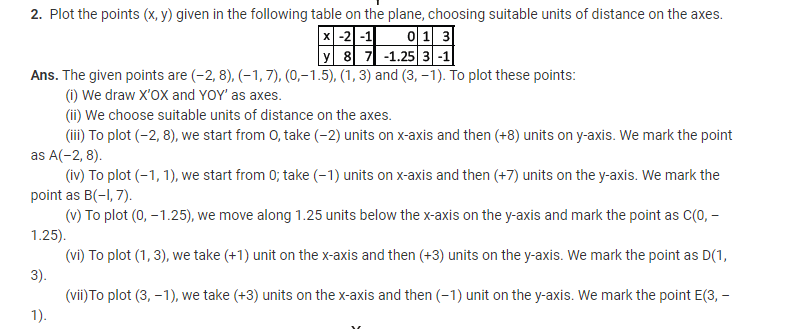 2. Plot the points (x, y) given in the following table on the plane, choosing suitable units of distance on the axes.
x -2 -1 0 1 3
y 8 7 -1.25 3 -1
Ans. The given points are (−2, 8), (−1, 7), (0,−1.5), (1, 3) and (3, −1). To plot these points:
(i) We draw X'OX and YOY' as axes.
(ii) We choose suitable units of distance on the axes.
(iii) To plot (−2, 8), we start from O, take (−2) units on x-axis and then (+8) units on y-axis. We mark the point
as A(−2, 8).
(iv) To plot (−1, 1), we start from 0; take (−1) units on x-axis and then (+7) units on the y-axis. We mark the
point as B(−l, 7).
(v) To plot (0, −1.25), we move along 1.25 units below the x-axis on the y-axis and mark the point as C(0, −
1.25).
(vi) To plot (1, 3), we take (+1) unit on the x-axis and then (+3) units on the y-axis. We mark the point as D(1,
3).
(vii)To plot (3, −1), we take (+3) units on the x-axis and then (−1) unit on the y-axis. We mark the point E(3, −
1).